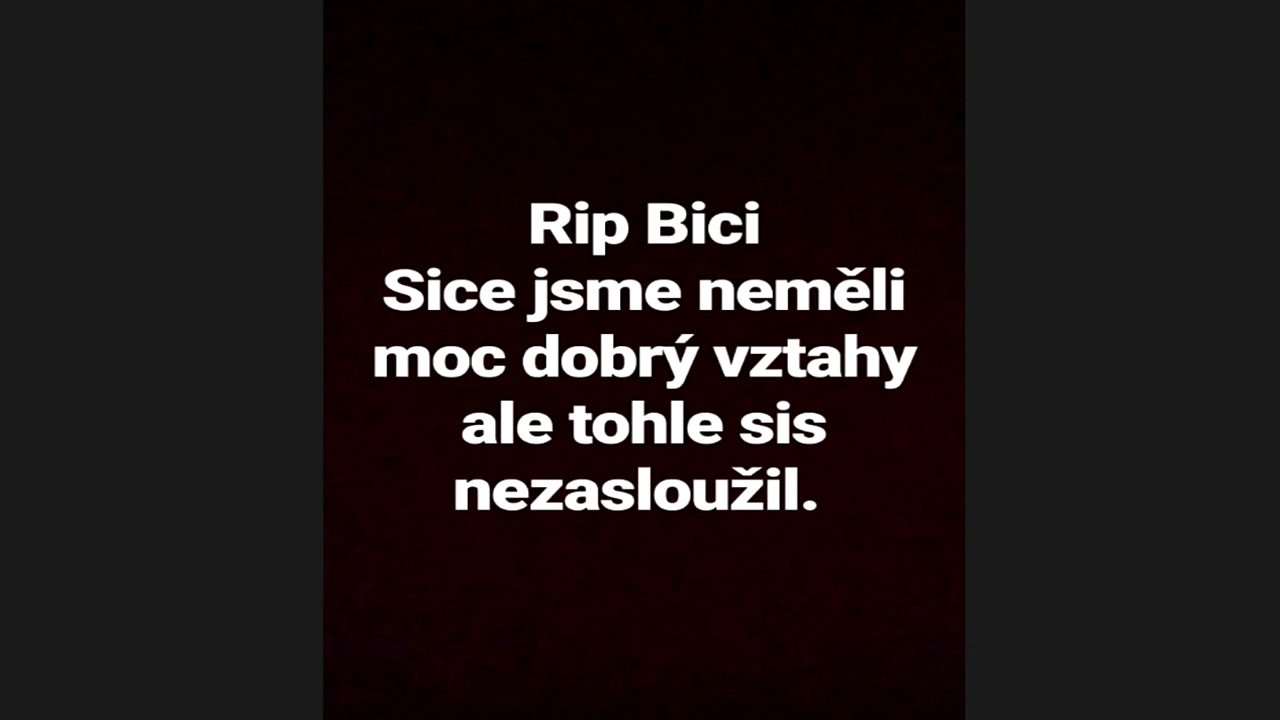 Rip Bici
Sice jsme neměli
moc dobrý vztahy
ale tohle sis
nezasloužil.